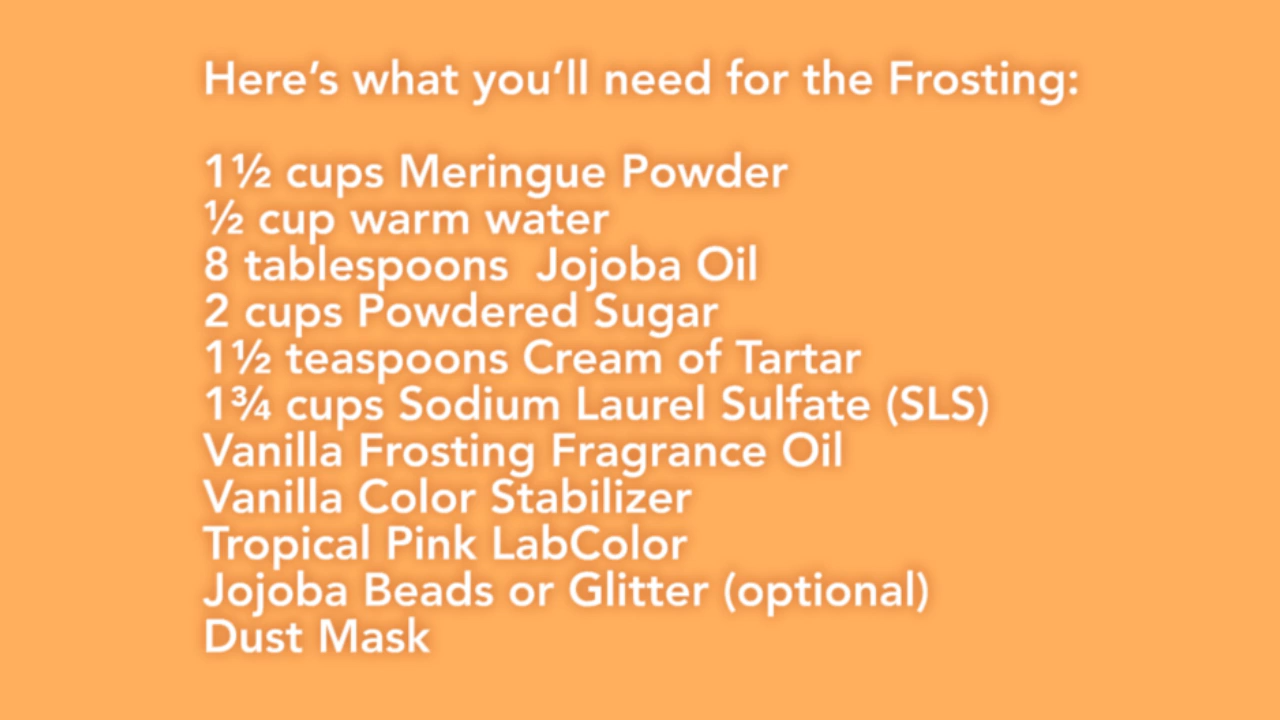 Here’s what you’ll need for the Frosting:
1½ cups Meringue Powder
½ cup warm water
8 tablespoons  Jojoba Oil
2 cups Powdered Sugar
1½ teaspoons Cream of Tartar
1¾ cups Sodium Laurel Sulfate (SLS)
Vanilla Frosting Fragrance Oil
Vanilla Color Stabilizer
Tropical Pink LabColor
Jojoba Beads or Glitter (optional)
Dust Mask